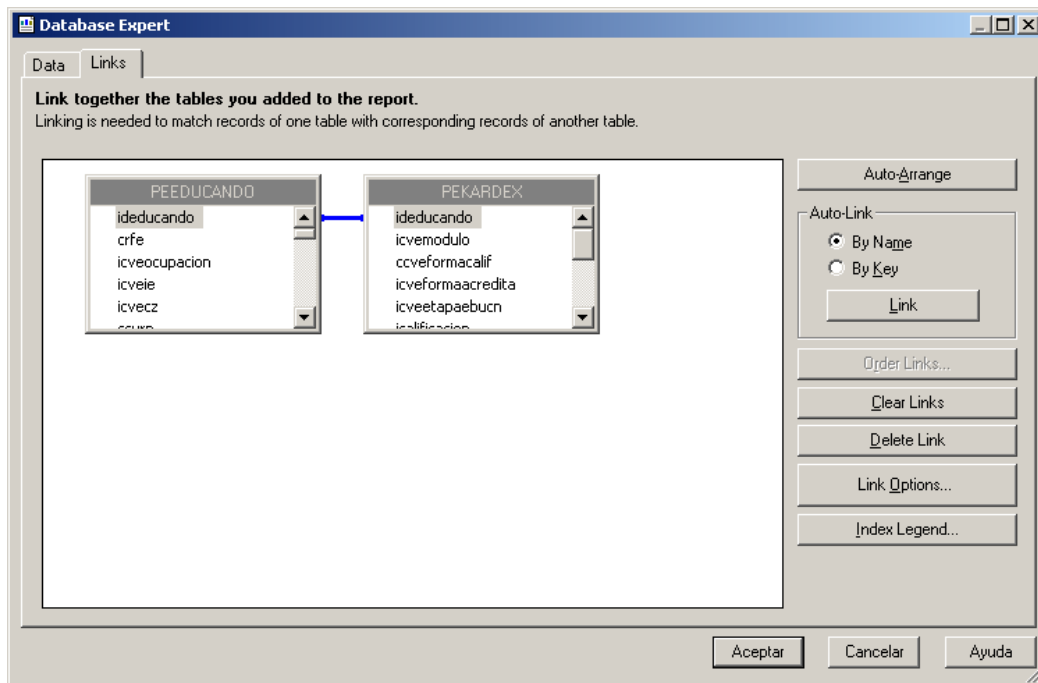 Database Expert
Data
Links
Link together the tables you added to the report.
Linking is needed to match records of one table with corresponding records of another table.
PEEDUCANDO
ideducando
crfe
icveocupacion
icveie
icvecz
PEKARDEX
ideducando
icvemodulo
ccveformacalif
icveformaacredita
icveetapaebucn
icalificacion
Auto-Arrange
Auto-Link
By Name
By Key
Link
Order Links...
Clear Links
Delete Link
Link Options...
Index Legend...
Aceptar
Cancelar
Ayuda